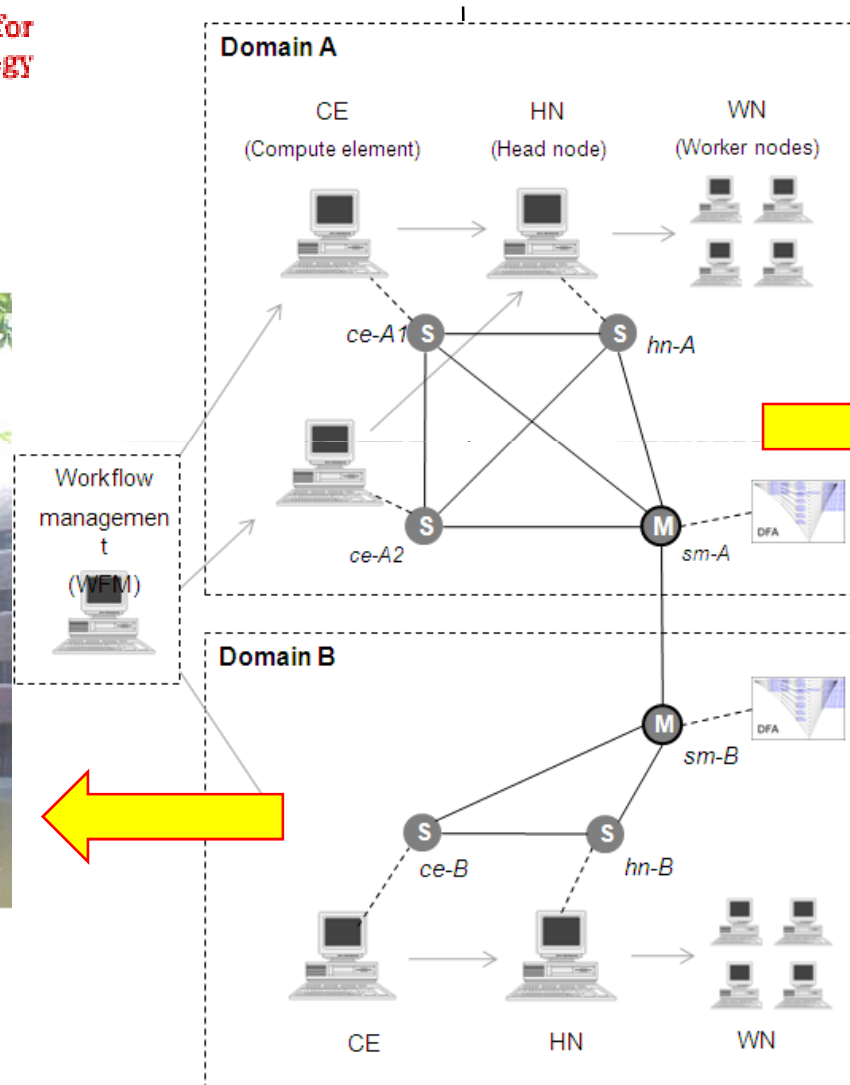 for
Domain A
CE
(Compute element)
HN
(Head node)
WN
(Worker nodes)
S
ce-A1
S
hn-A
Workflow
managemen
t
(WFM)
S
ce-A2
M
sm-A
DFA
Domain B
M
sm-B
DFA
S
ce-B
S
hn-B
CE
HN
WN